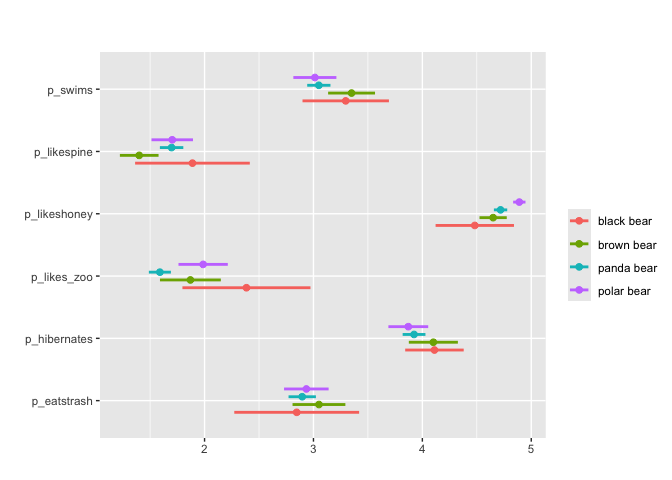 p_swims
p_likespine
p_likeshoney
p_likes_zoo
p_hibernates
p_eatstrash
2 3 4 5
black bear
brown bear
panda bear
polar bear